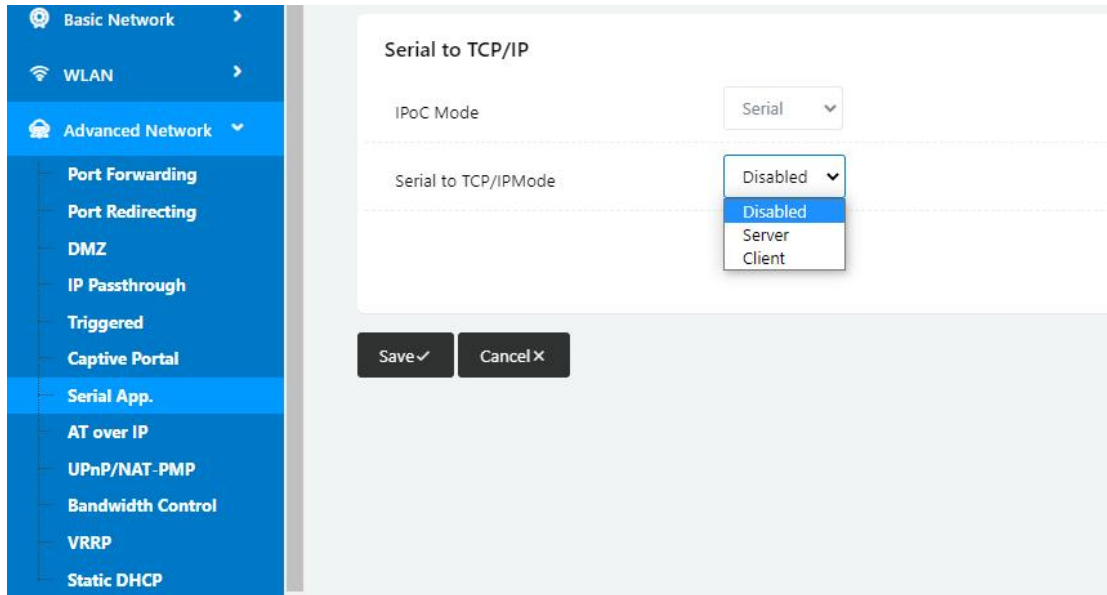 Basic Network
WLAN
Advanced Network
Port Forwarding
Port Redirecting
DMZ
IP Passthrough
Triggered
Captive Portal
Serial App.
AT over IP
UPnP/NAT-PMP
Bandwidth Control
VRRP
Static DHCP
Serial to TCP/IP
IPoC Mode
Serial
Serial to TCP/IPMode
Disabled
Disabled
Server
Client
Save
Cancel